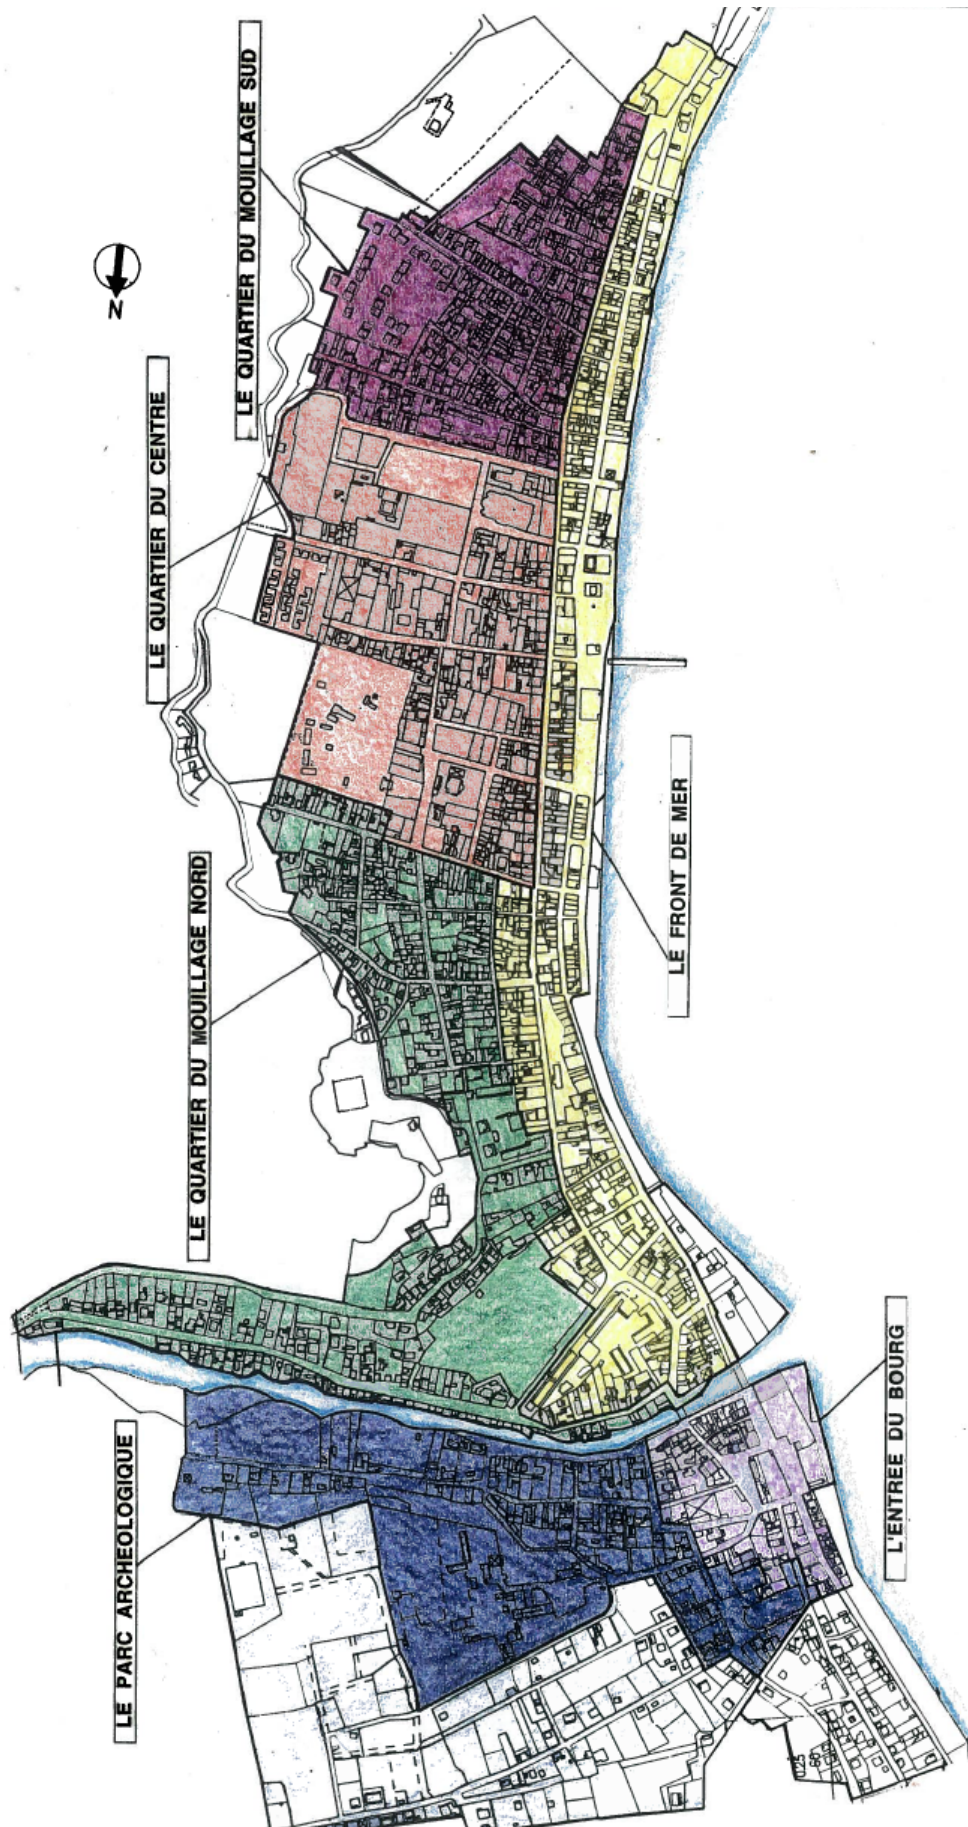 LE QUARTIER DU MOUILLAGE SUD
N
LE QUARTIER DU CENTRE
LE QUARTIER DU MOUILLAGE NORD
LE FRONT DE MER
L'ENTREE DU BOURG
LE PARC ARCHEOLOGIQUE